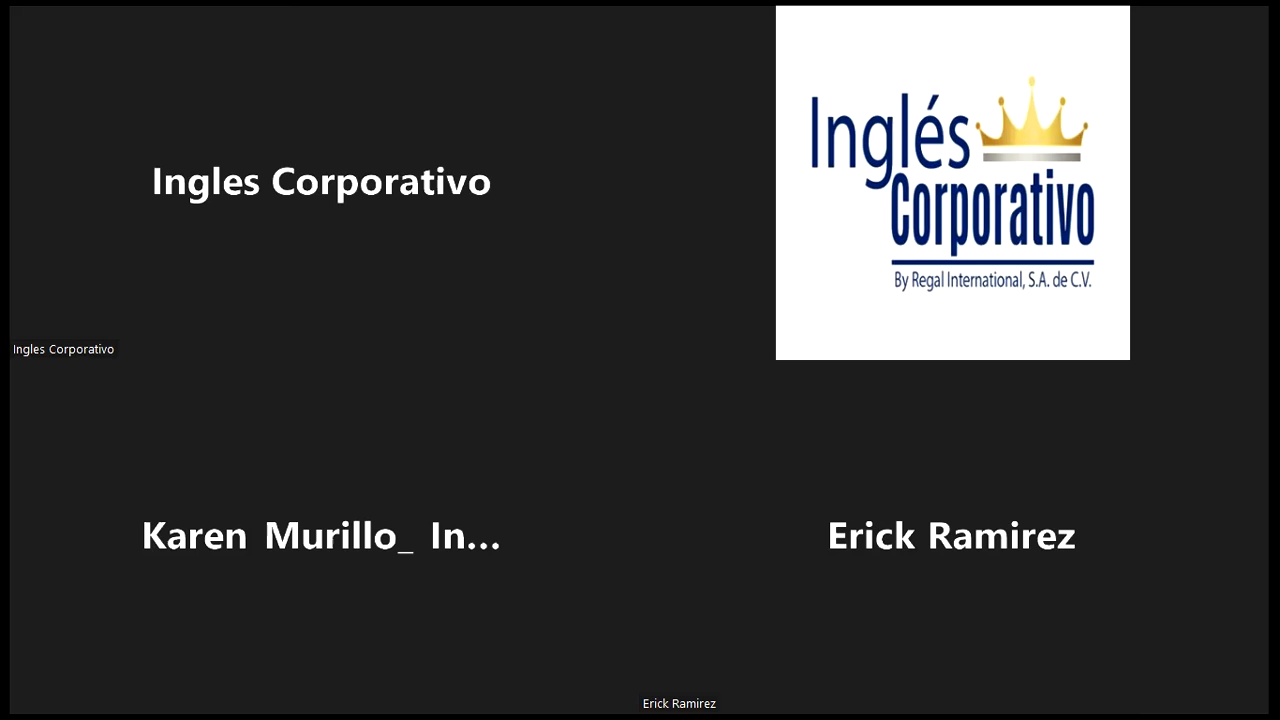 Ingles Corporativo
Inglés
Corporativo
By Regal International, S.A. de C.V.
Ingles Corporativo
Karen Murillo_ In...
Erick Ramirez
Erick Ramirez